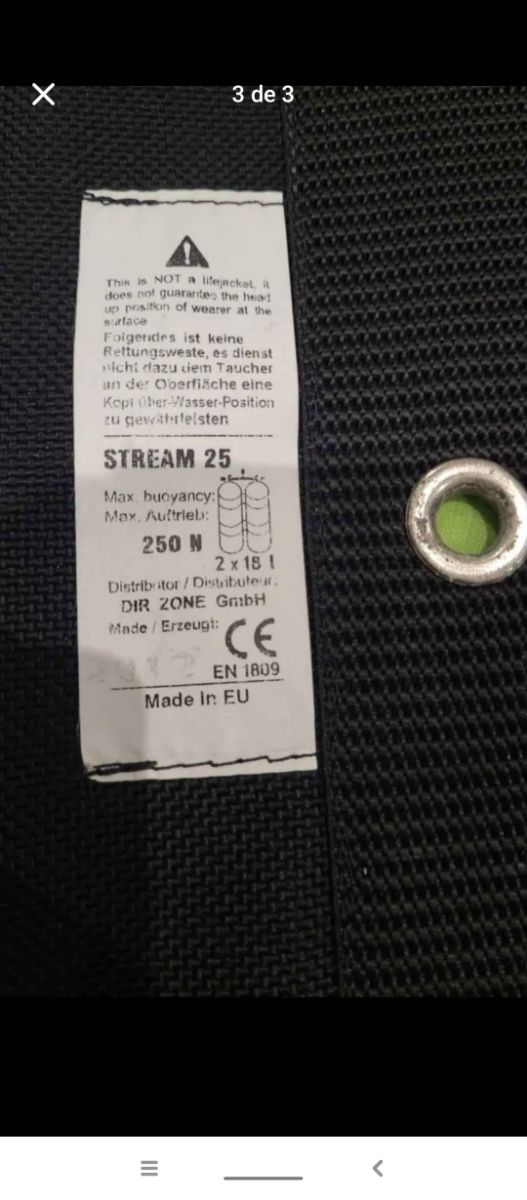 3 de 3
This is NOT a lifejacket, it
does not guarantee the head
up position of wearer at the
surface
Folgendes ist keine
Rettungsweste, es dienst
nicht dazu dem Taucher
an der Oberfläche eine
Kopf über-Wasser-Position
zu gewährleisten
STREAM 25
Max. buoyancy:
Max. Auftrieb:
250 N
2 x 18 l
Distributor / Distributeur:
DIR ZONE GmbH
Made / Erzeugt:
CE
EN 1809
Made in EU